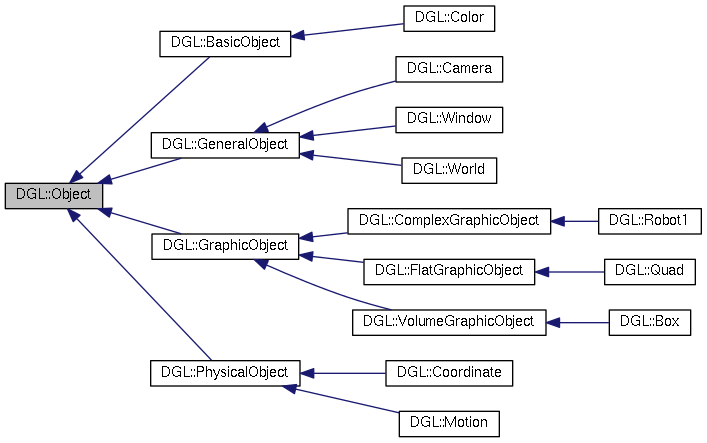 DGL::Color
DGL::BasicObject
DGL::Camera
DGL::Window
DGL::GeneralObject
DGL::World
DGL::Object
DGL::ComplexGraphicObject
DGL::Robot1
DGL::GraphicObject
DGL::FlatGraphicObject
DGL::Quad
DGL::VolumeGraphicObject
DGL::Box
DGL::PhysicalObject
DGL::Coordinate
DGL::Motion